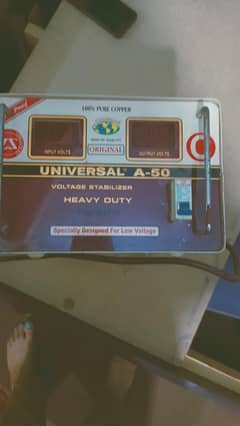 100% PURE COPPER
ORIGINAL
INPUT VOLTS
OUTPUT VOLTS
UNIVERSAL A-50
VOLTAGE STABILIZER
HEAVY DUTY
Specially Designed For Low Voltage